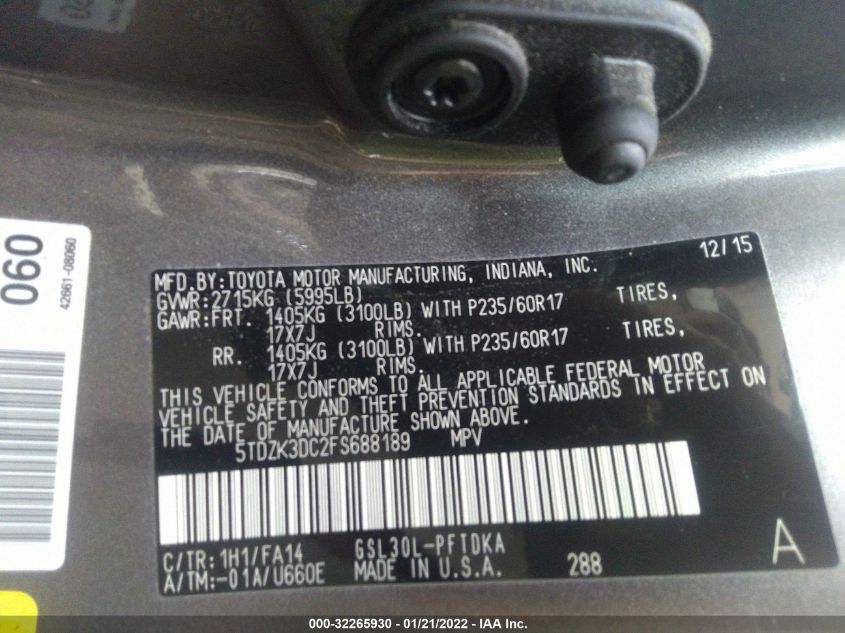 060
42861-08060
12/15
MFD.BY:TOYOTA MOTOR MANUFACTURING, INDIANA, INC.
GVWR:2715KG (5995LB)
GAWR:FRT. 1405KG (3100LB) WITH P235/60R17 TIRES,
17X7J RIMS.
RR. 1405KG (3100LB) WITH P235/60R17 TIRES,
17X7J RIMS.
THIS VEHICLE CONFORMS TO ALL APPLICABLE FEDERAL MOTOR
VEHICLE SAFETY AND THEFT PREVENTION STANDARDS IN EFFECT ON
THE DATE OF MANUFACTURE SHOWN ABOVE.
5TDZK3DC2FS688189 MPV
C/TR:1H1/FA14 GSL30L-PFTDKA
A/TM:-01A/U660E MADE IN U.S.A. 288
A
000-32265930 - 01/21/2022 - IAA Inc.